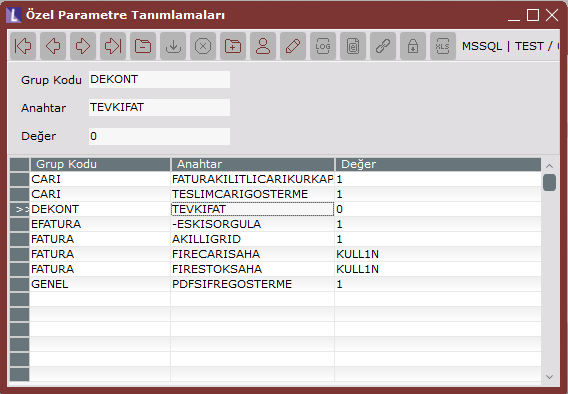 L Özel Parametre Tanımlamaları
LOG e XLS MSSQL | TEST /
Grup Kodu DEKONT
Anahtar TEVKIFAT
Değer 0
Grup Kodu Anahtar Değer
CARI FATURAKILITLICARIKURKAP 1
CARI TESLIMCARIGOSTERME 1
>> DEKONT TEVKIFAT 0
EFATURA -ESKISORGULA 1
FATURA AKILLIGRID 1
FATURA FIRECARISAHA KULL1N
FATURA FIRESTOKSAHA KULL1N
GENEL PDFSIFREGOSTERME 1